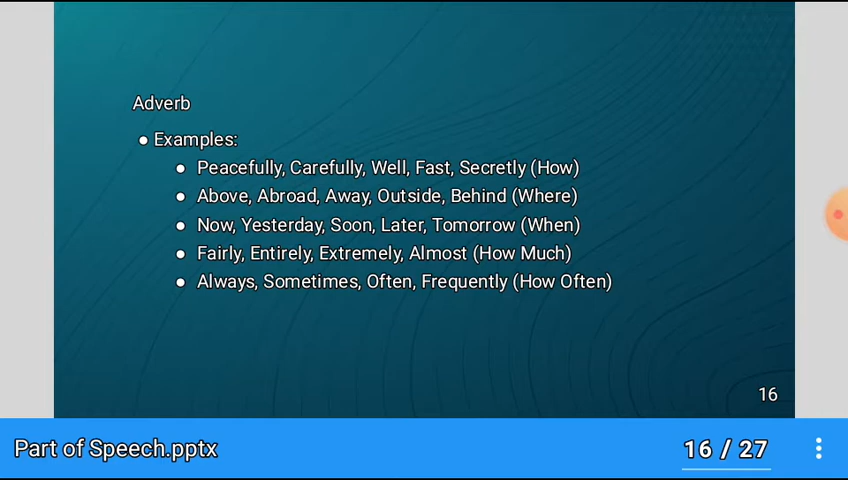 Adverb
● Examples:
● Peacefully, Carefully, Well, Fast, Secretly (How)
● Above, Abroad, Away, Outside, Behind (Where)
● Now, Yesterday, Soon, Later, Tomorrow (When)
● Fairly, Entirely, Extremely, Almost (How Much)
● Always, Sometimes, Often, Frequently (How Often)
16
Part of Speech.pptx
16 / 27